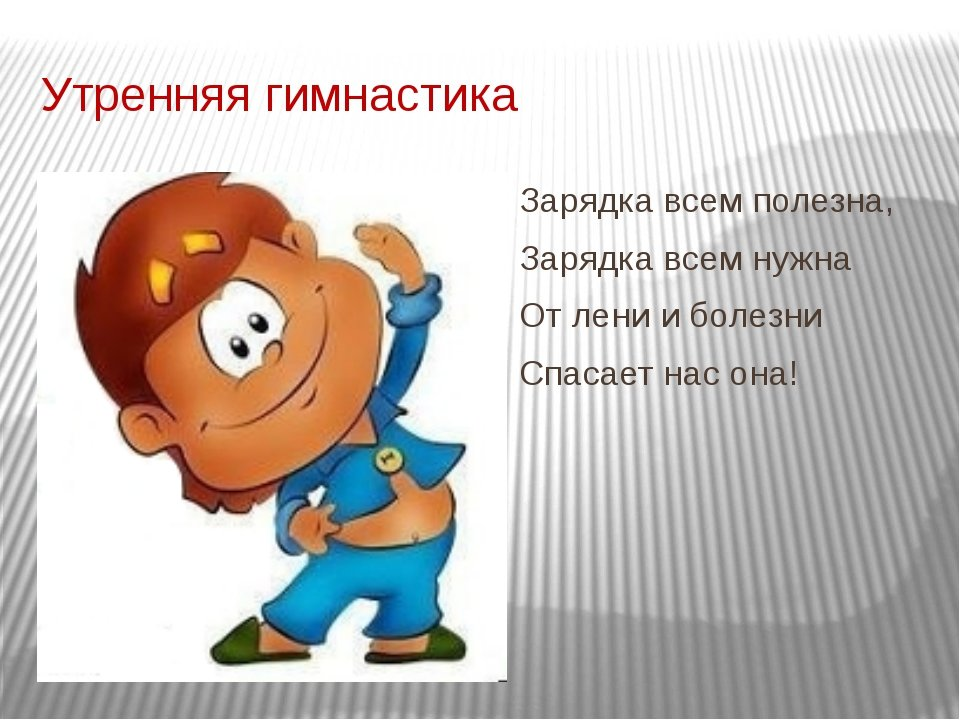 Утренняя гимнастика
Зарядка всем полезна,
Зарядка всем нужна
От лени и болезни
Спасает нас она!